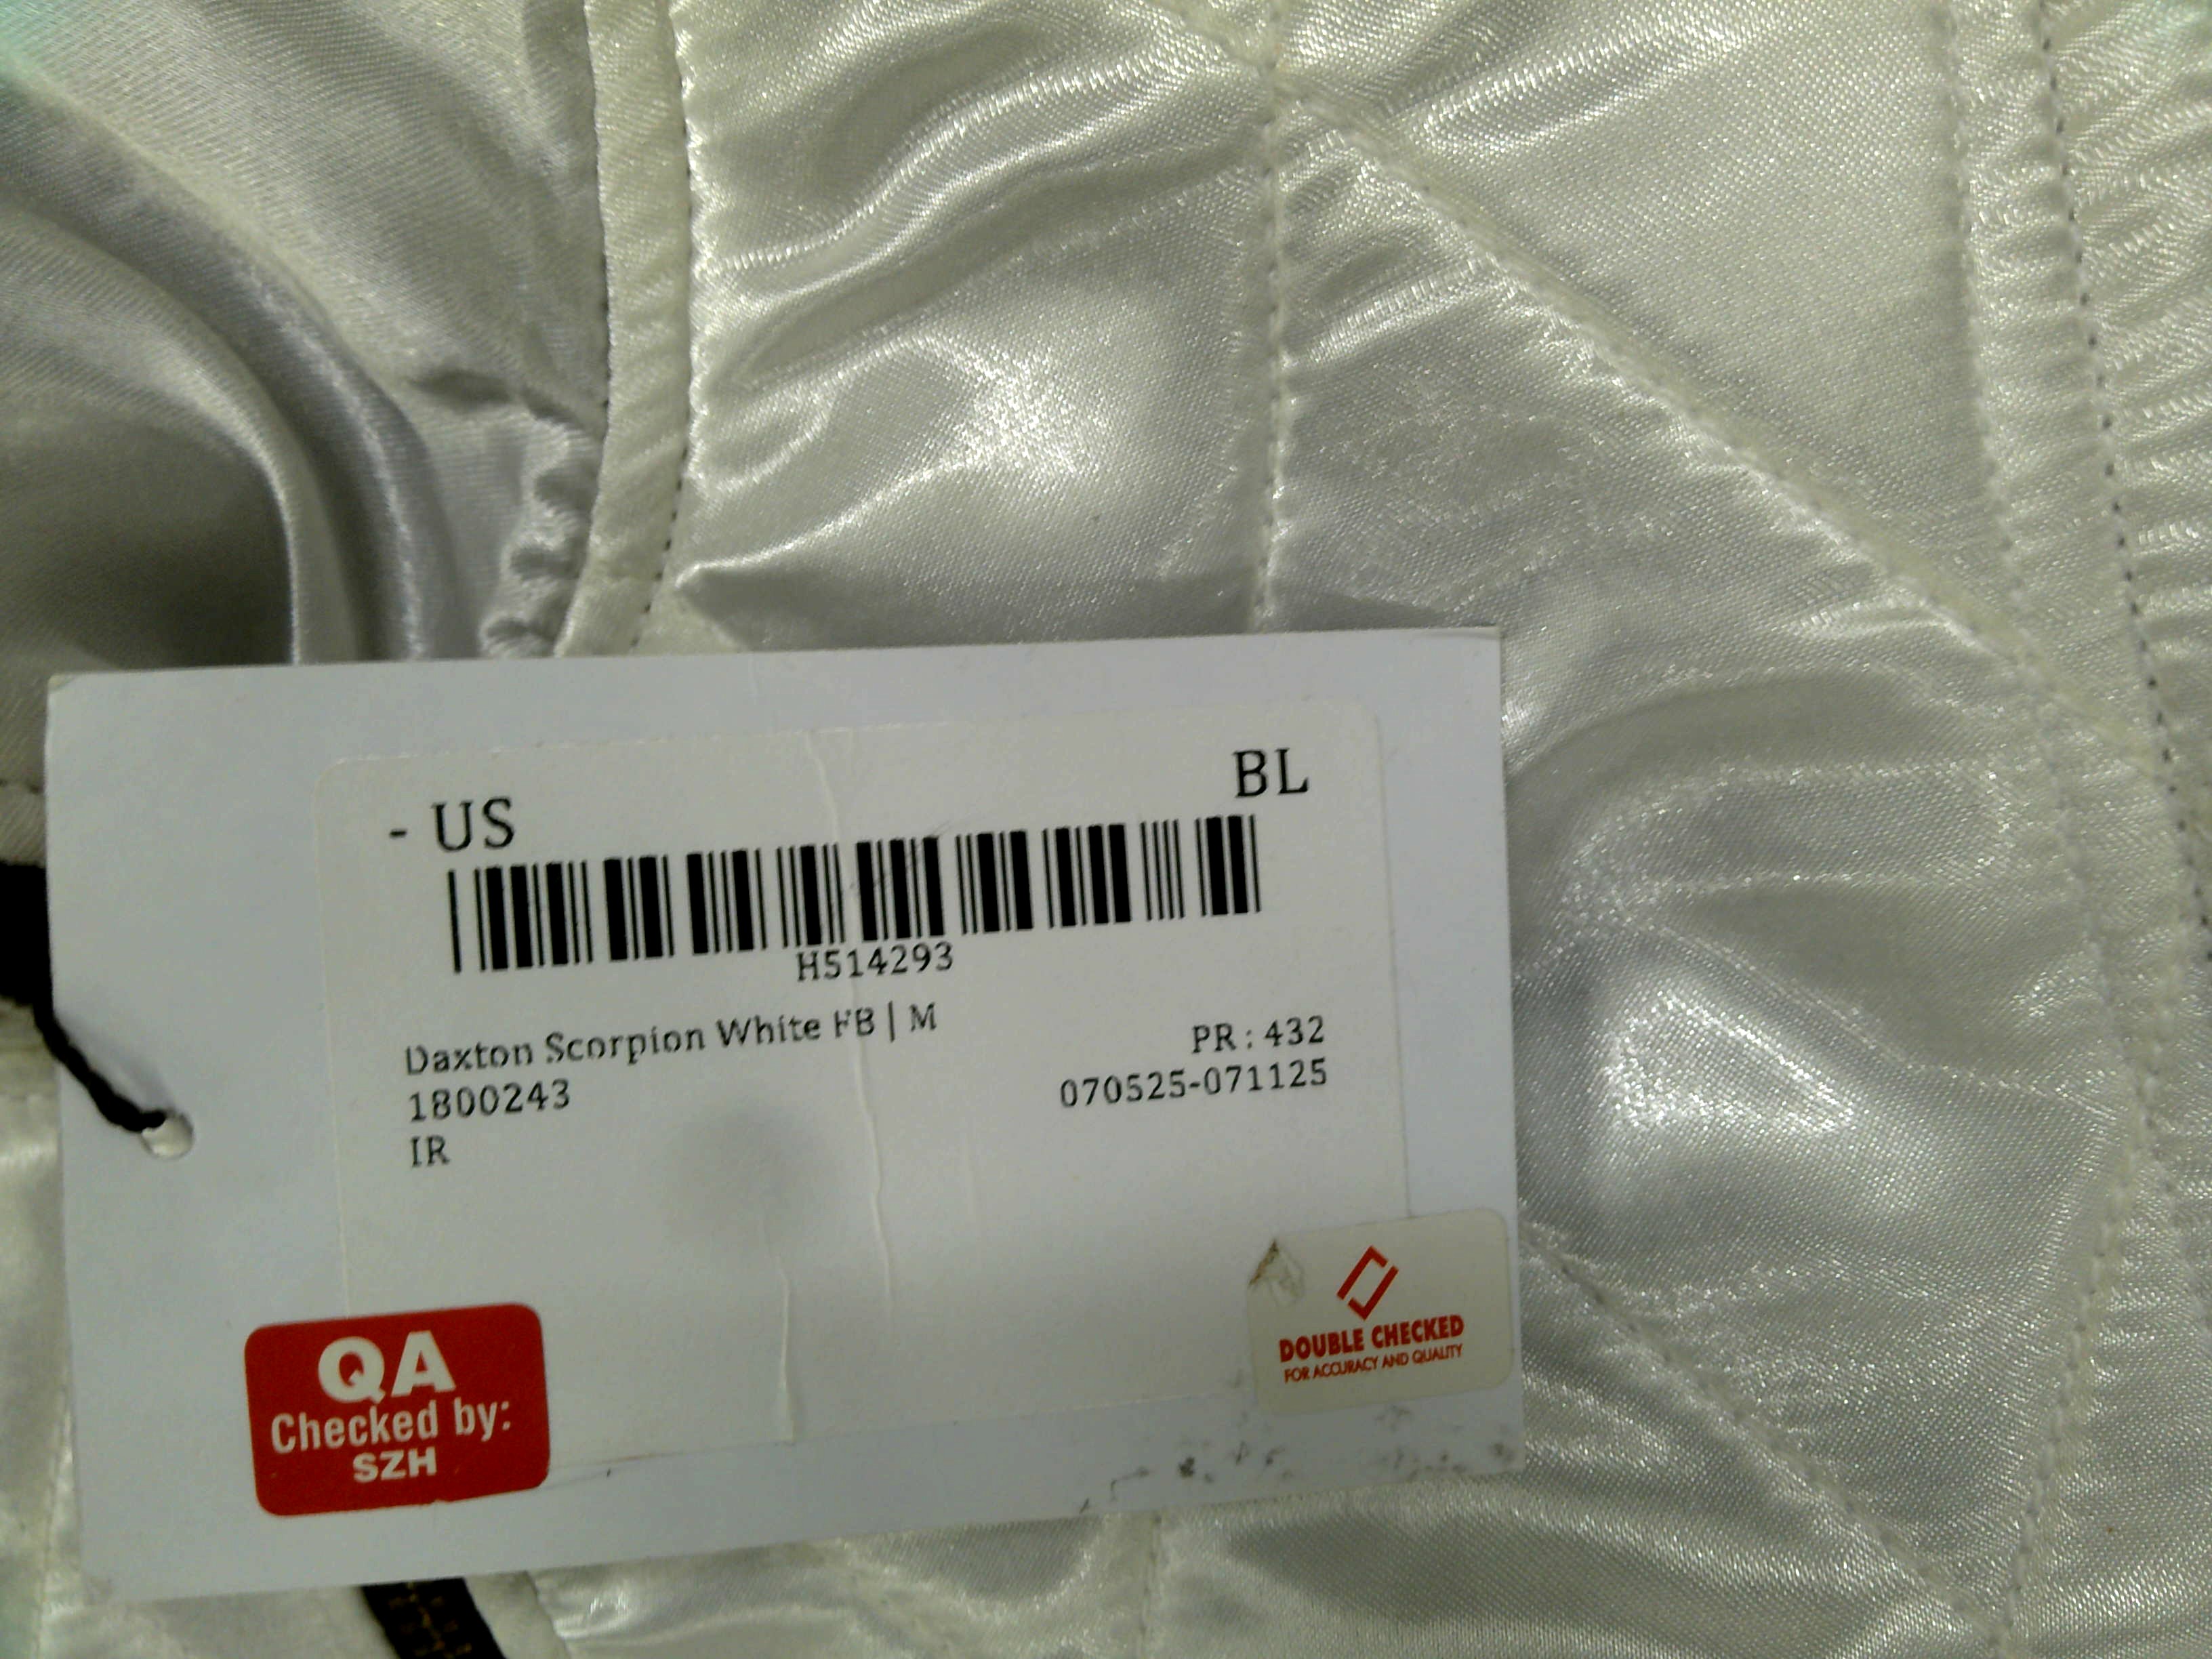 - US
BL
H514293
Daxton Scorpion White FB | M
PR : 432
1800243
070525-071125
IR
QA
Checked by:
SZH
DOUBLE CHECKED
FOR ACCURACY AND QUALITY